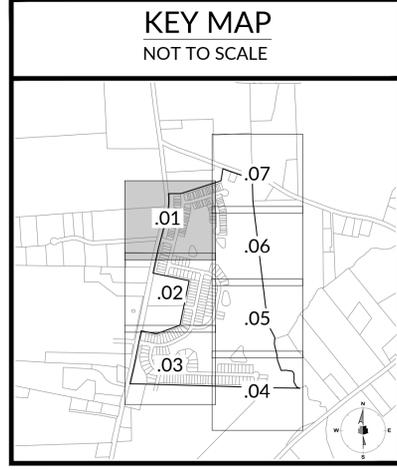 KEY MAP
NOT TO SCALE
.07
.01
.06
.02
.05
.03
.04
N
W E
S